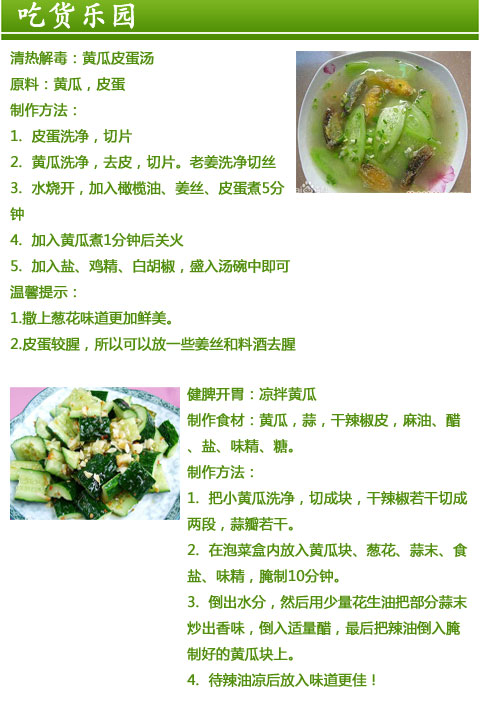 吃货乐园
清热解毒：黄瓜皮蛋汤
原料：黄瓜，皮蛋
制作方法：
1. 皮蛋洗净，切片
2. 黄瓜洗净，去皮，切片。老姜洗净切丝
3. 水烧开，加入橄榄油、姜丝、皮蛋煮5分
钟
4. 加入黄瓜煮1分钟后关火
5. 加入盐、鸡精、白胡椒，盛入汤碗中即可
温馨提示：
1.撒上葱花味道更加鲜美。
2.皮蛋较腥，所以可以放一些姜丝和料酒去腥
健脾开胃：凉拌黄瓜
制作食材：黄瓜，蒜，干辣椒皮，麻油、醋
、盐、味精、糖。
制作方法：
1. 把小黄瓜洗净，切成块，干辣椒若干切成
两段，蒜瓣若干。
2. 在泡菜盒内放入黄瓜块、葱花、蒜末、食
盐、味精，腌制10分钟。
3. 倒出水分，然后用少量花生油把部分蒜末
炒出香味，倒入适量醋，最后把辣油倒入腌
制好的黄瓜块上。
4. 待辣油凉后放入味道更佳！